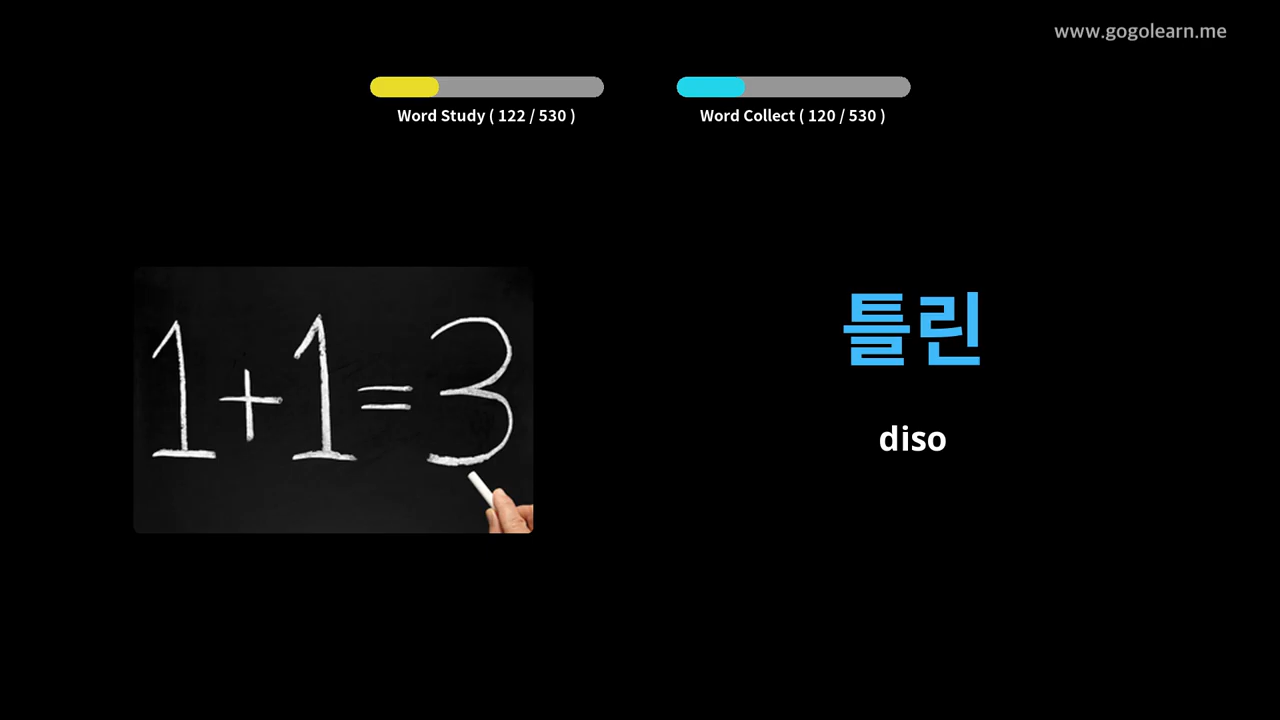 www.gogolearn.me
Word Study ( 122 / 530 )
Word Collect ( 120 / 530 )
1+1=3
틀린
diso